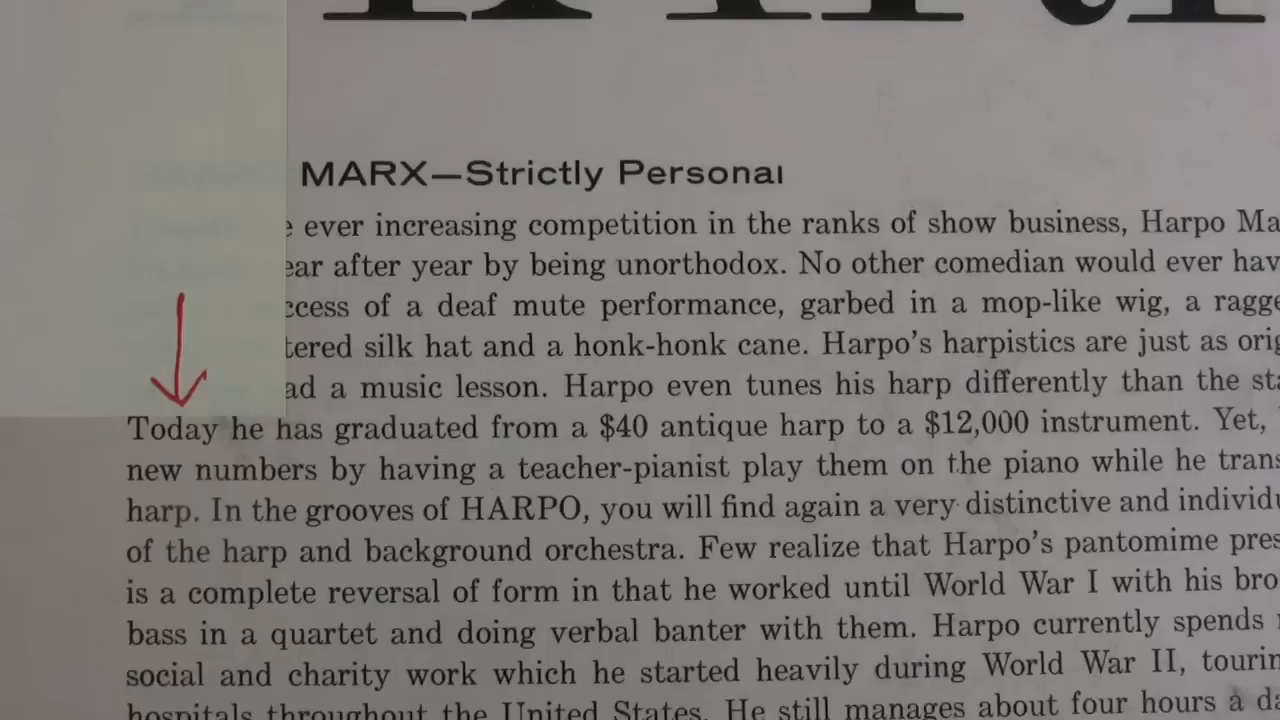 MARX—Strictly Personal
ever increasing competition in the ranks of show business, Harpo
after year by being unorthodox. No other comedian would ever
of a deaf mute performance, garbed in a mop-like wig, a
silk hat and a honk-honk cane. Harpo's harpistics are just as
a music lesson. Harpo even tunes his harp differently than the
Today he has graduated from a $40 antique harp to a $12,000 instrument. Yet,
new numbers by having a teacher-pianist play them on the piano while he
harp. In the grooves of HARPO, you will find again a very distinctive and
of the harp and background orchestra. Few realize that Harpo's pantomime
is a complete reversal of form in that he worked until World War I with his
bass in a quartet and doing verbal banter with them. Harpo currently spends
social and charity work which he started heavily during World War II,
hospitals throughout the United States. He still manages about four hours a